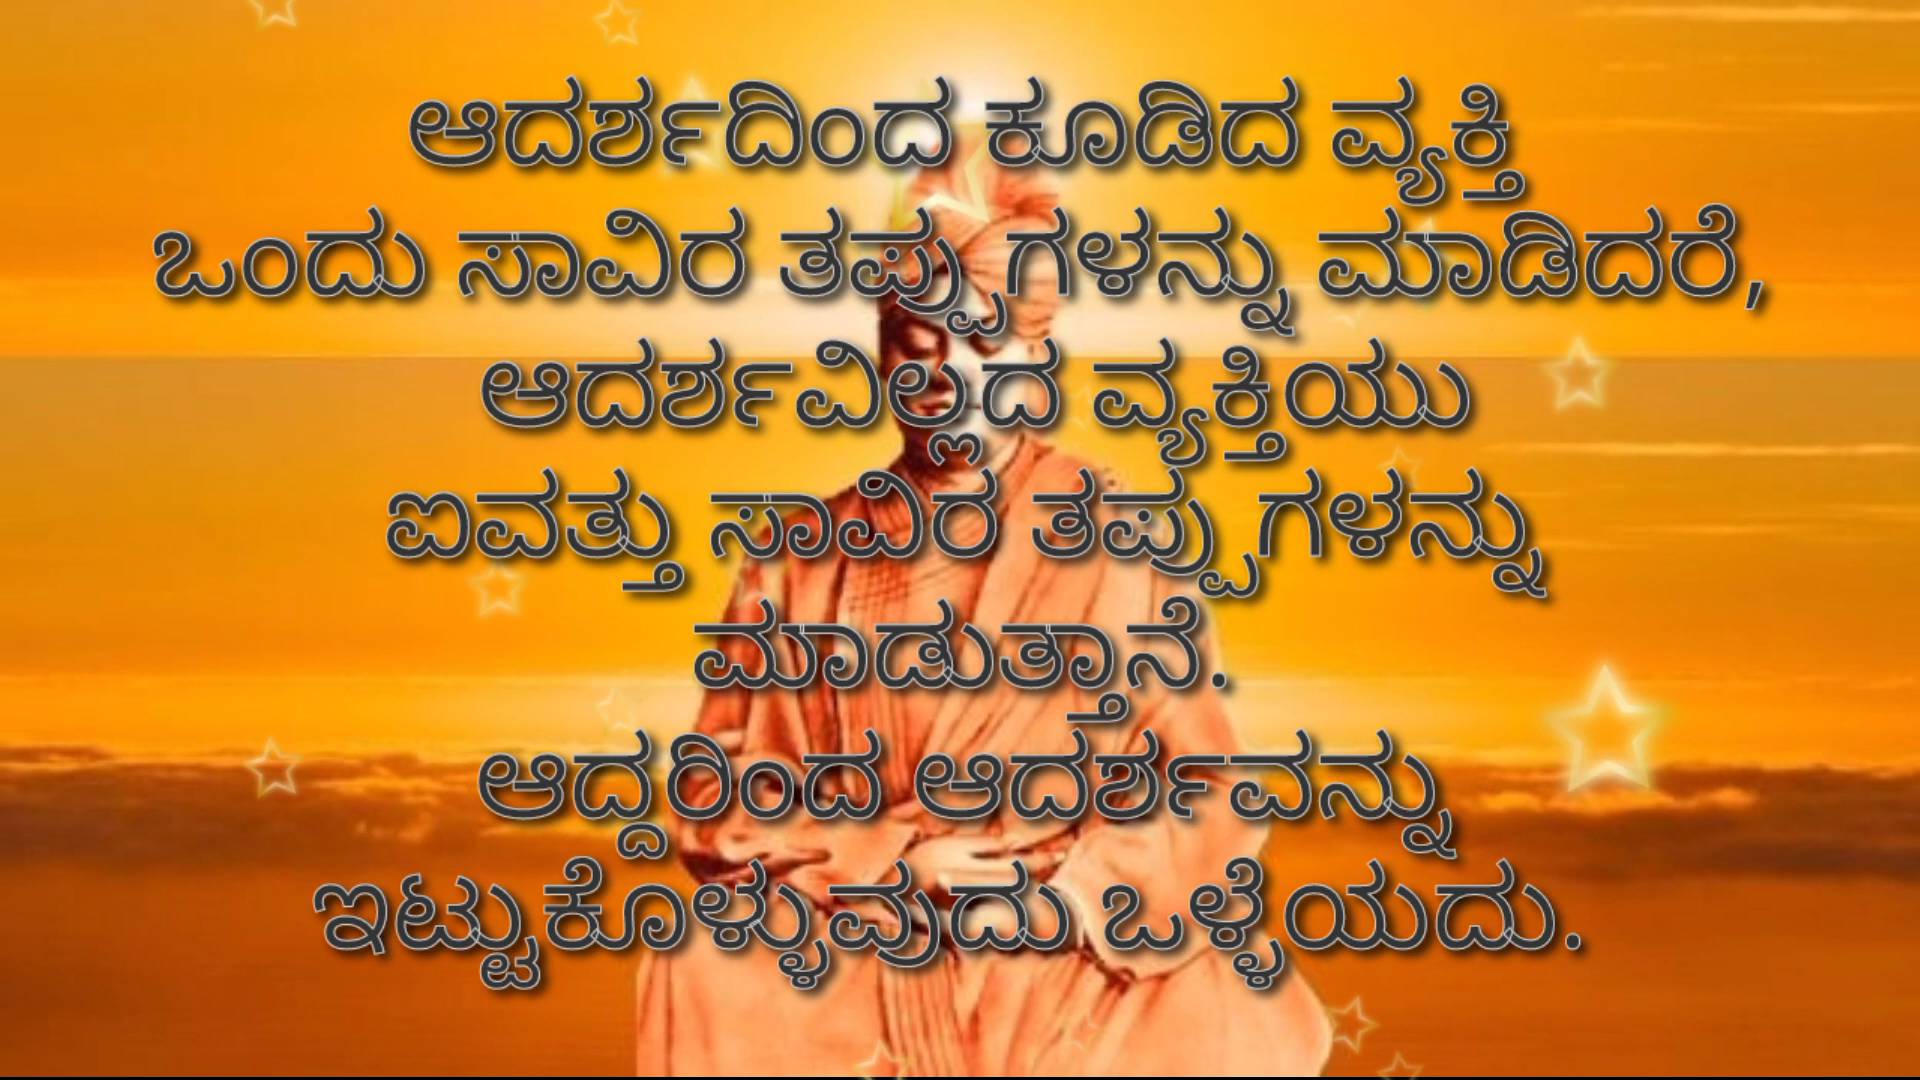 ಆದರ್ಶದಿಂದ ಕೂಡಿದ ವ್ಯಕ್ತಿ
ಒಂದು ಸಾವಿರ ತಪ್ಪುಗಳನ್ನು ಮಾಡಿದರೆ,
ಆದರ್ಶವಿಲ್ಲದ ವ್ಯಕ್ತಿಯು
ಐವತ್ತು ಸಾವಿರ ತಪ್ಪುಗಳನ್ನು
ಮಾಡುತ್ತಾನೆ.
ಆದ್ದರಿಂದ ಆದರ್ಶವನ್ನು
ಇಟ್ಟುಕೊಳ್ಳುವುದು ಒಳ್ಳೆಯದು.